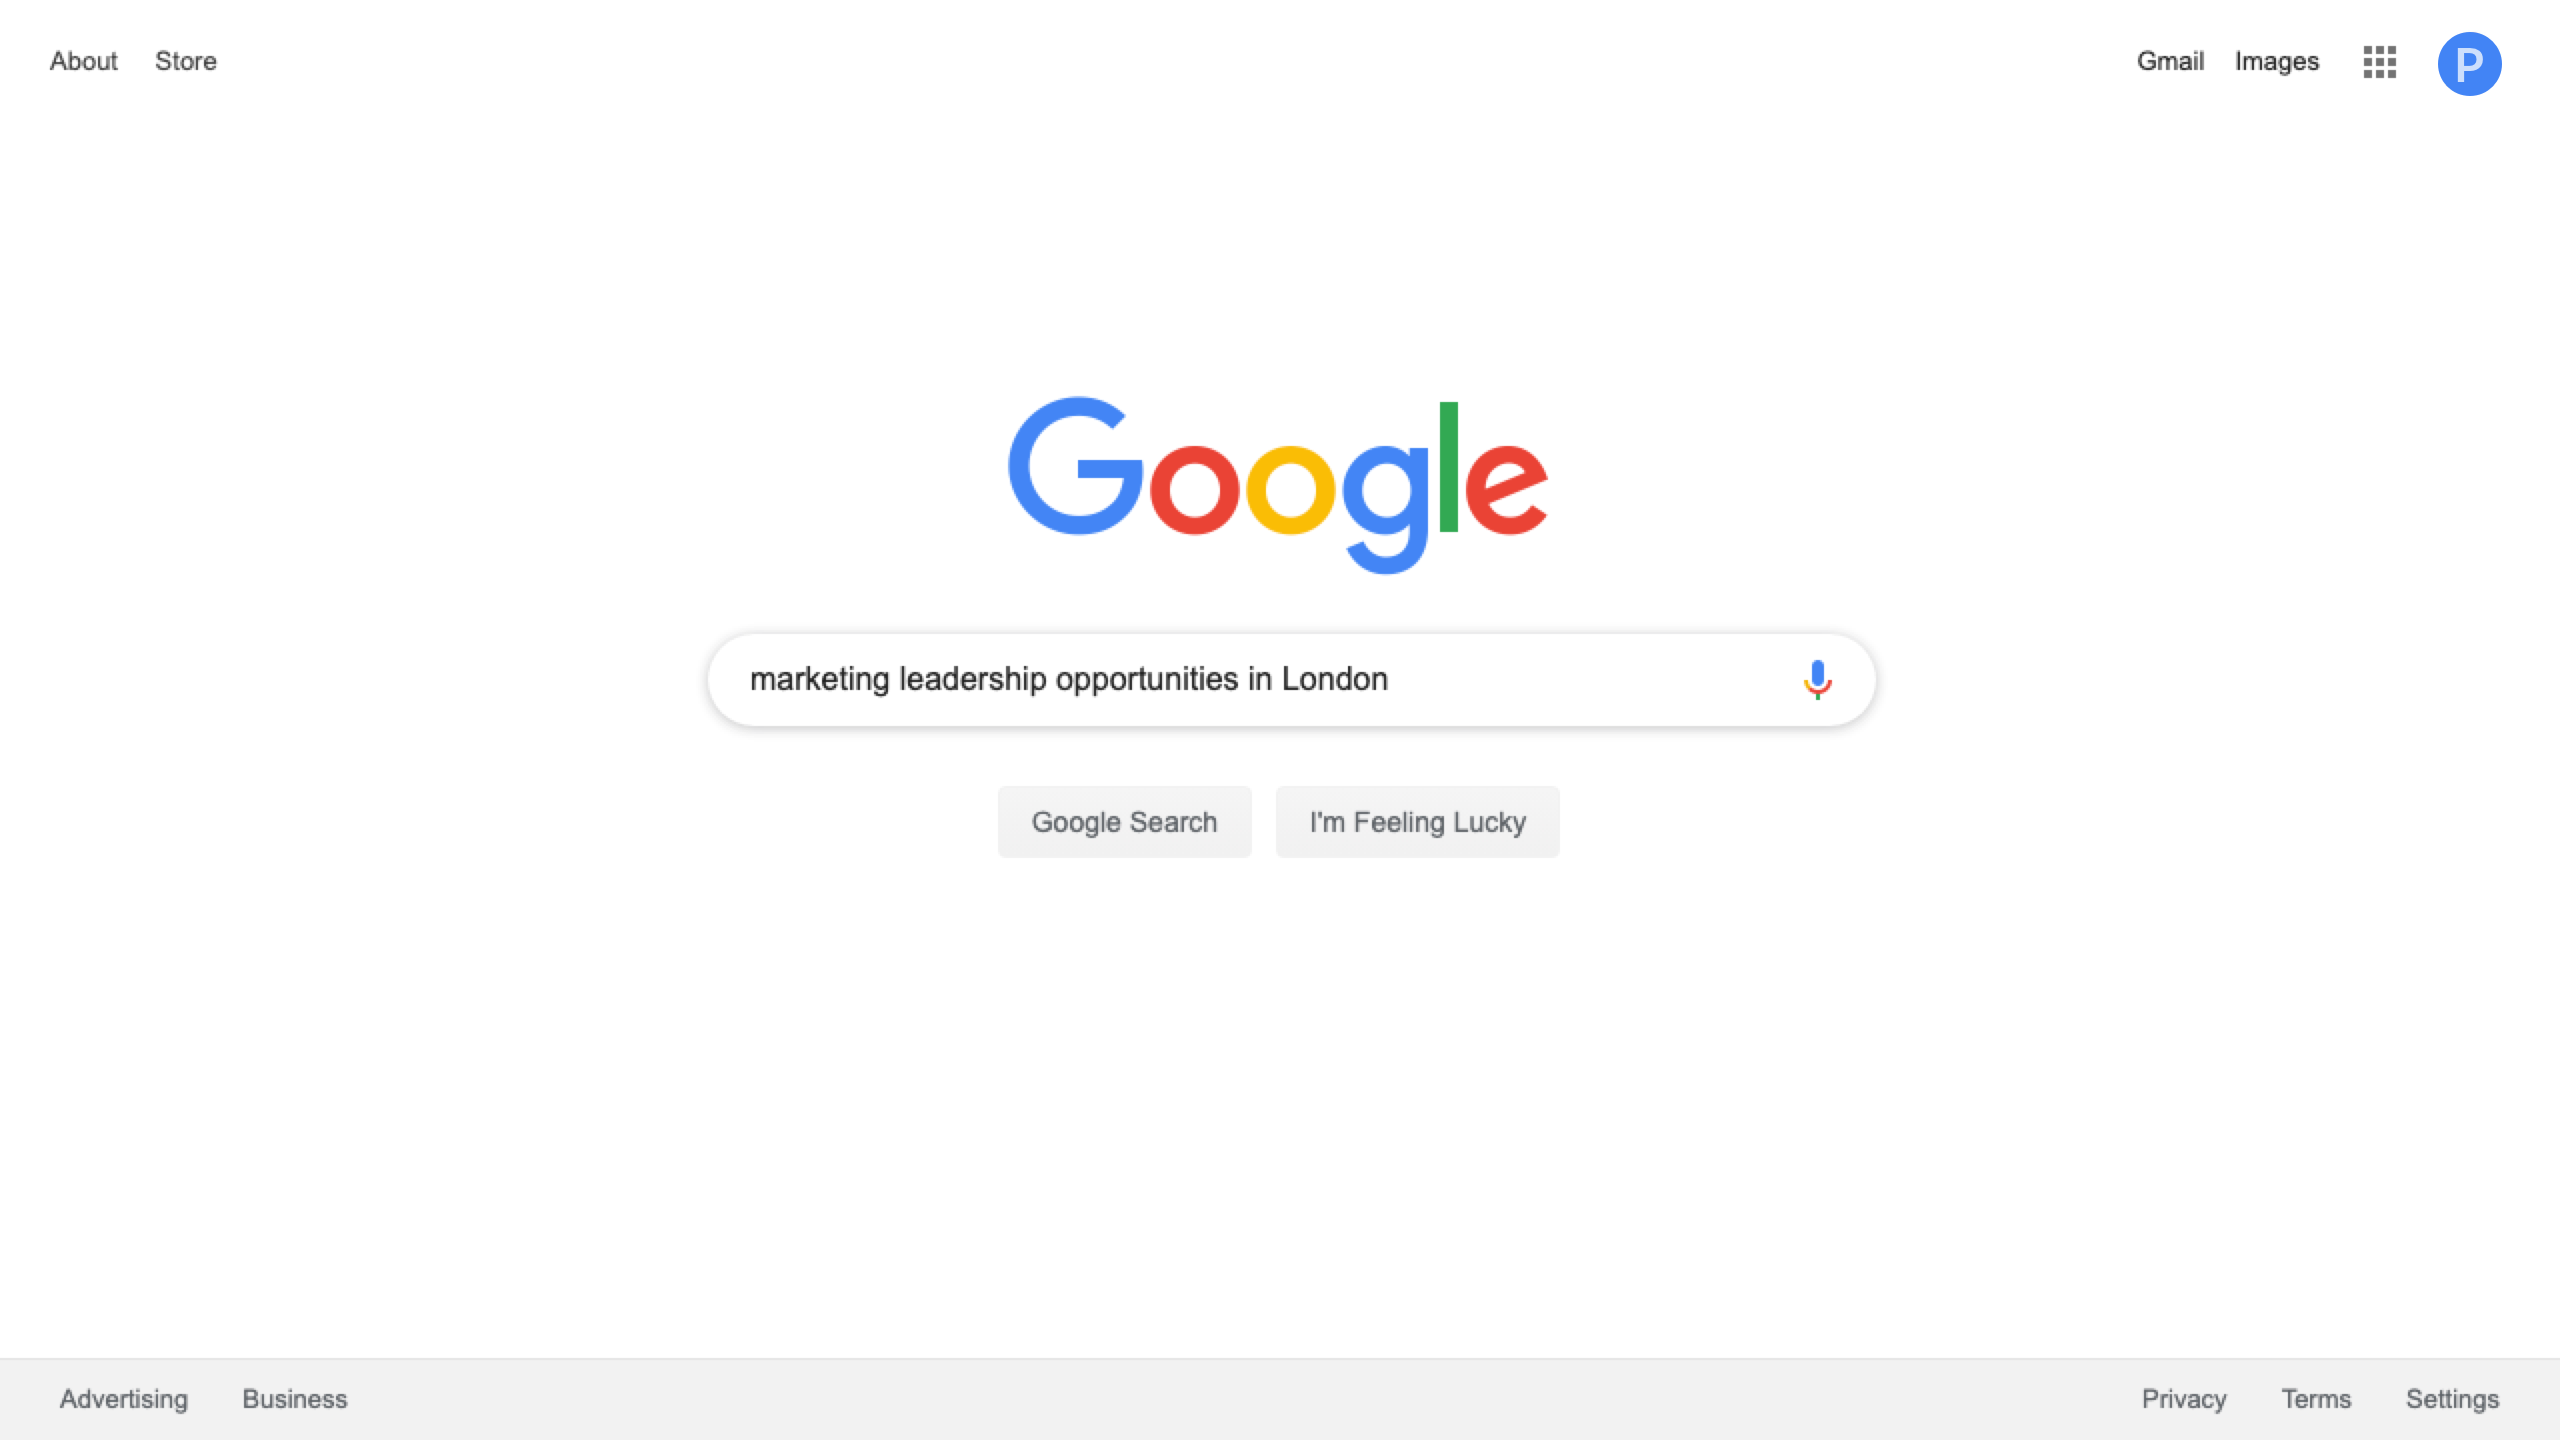 About Store Gmail Images P
Google
marketing leadership opportunities in London
Google Search I'm Feeling Lucky
Advertising Business Privacy Terms Settings